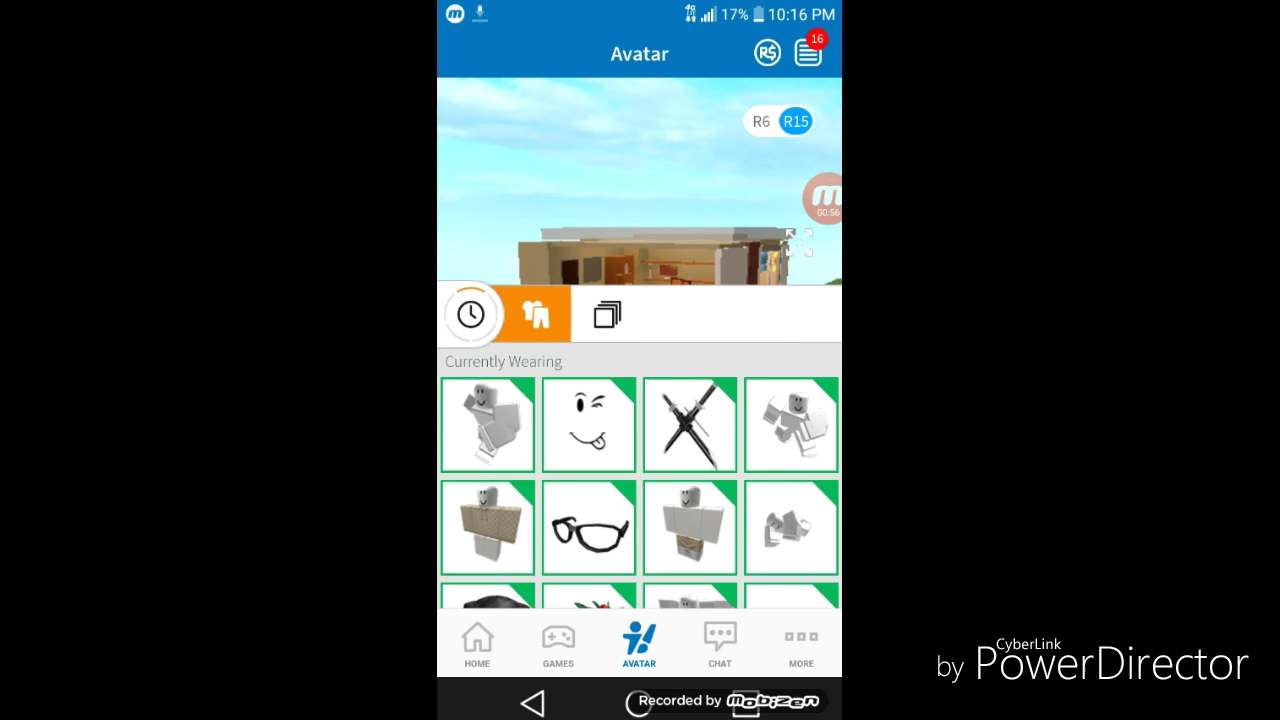 m
4G 17% 10:16 PM
Avatar
R$
16
R6 R15
m
00:56
Currently Wearing
HOME GAMES AVATAR CHAT MORE
Recorded by MOBIZEN
CyberLink
by PowerDirector